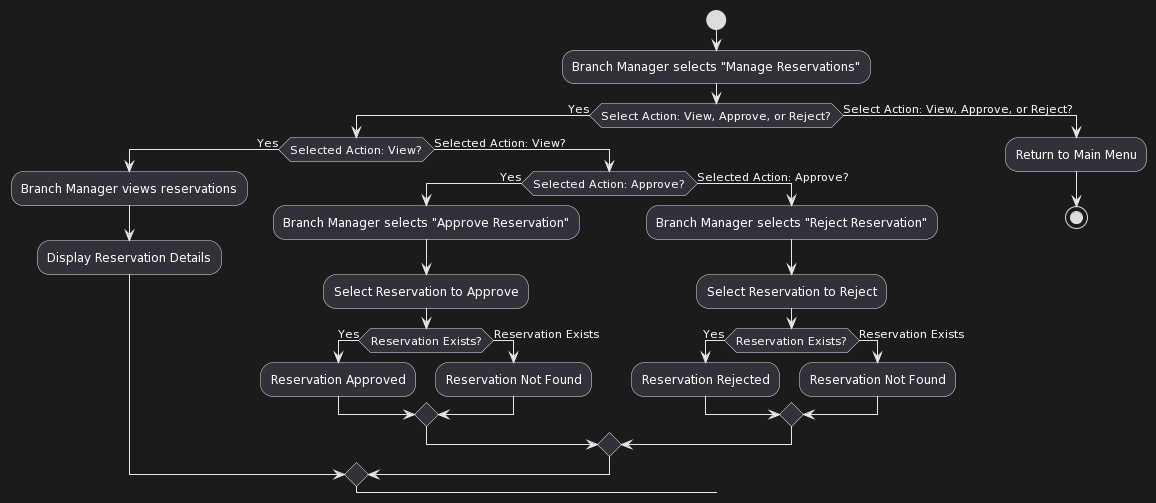 Branch Manager selects "Manage Reservations"
Yes
Select Action: View, Approve, or Reject?
Select Action: View, Approve, or Reject?
Yes
Selected Action: View?
Selected Action: View?
Return to Main Menu
Branch Manager views reservations
Yes
Selected Action: Approve?
Selected Action: Approve?
Branch Manager selects "Approve Reservation"
Branch Manager selects "Reject Reservation"
Display Reservation Details
Select Reservation to Approve
Select Reservation to Reject
Yes
Reservation Exists?
Reservation Exists
Yes
Reservation Exists?
Reservation Exists
Reservation Approved
Reservation Not Found
Reservation Rejected
Reservation Not Found